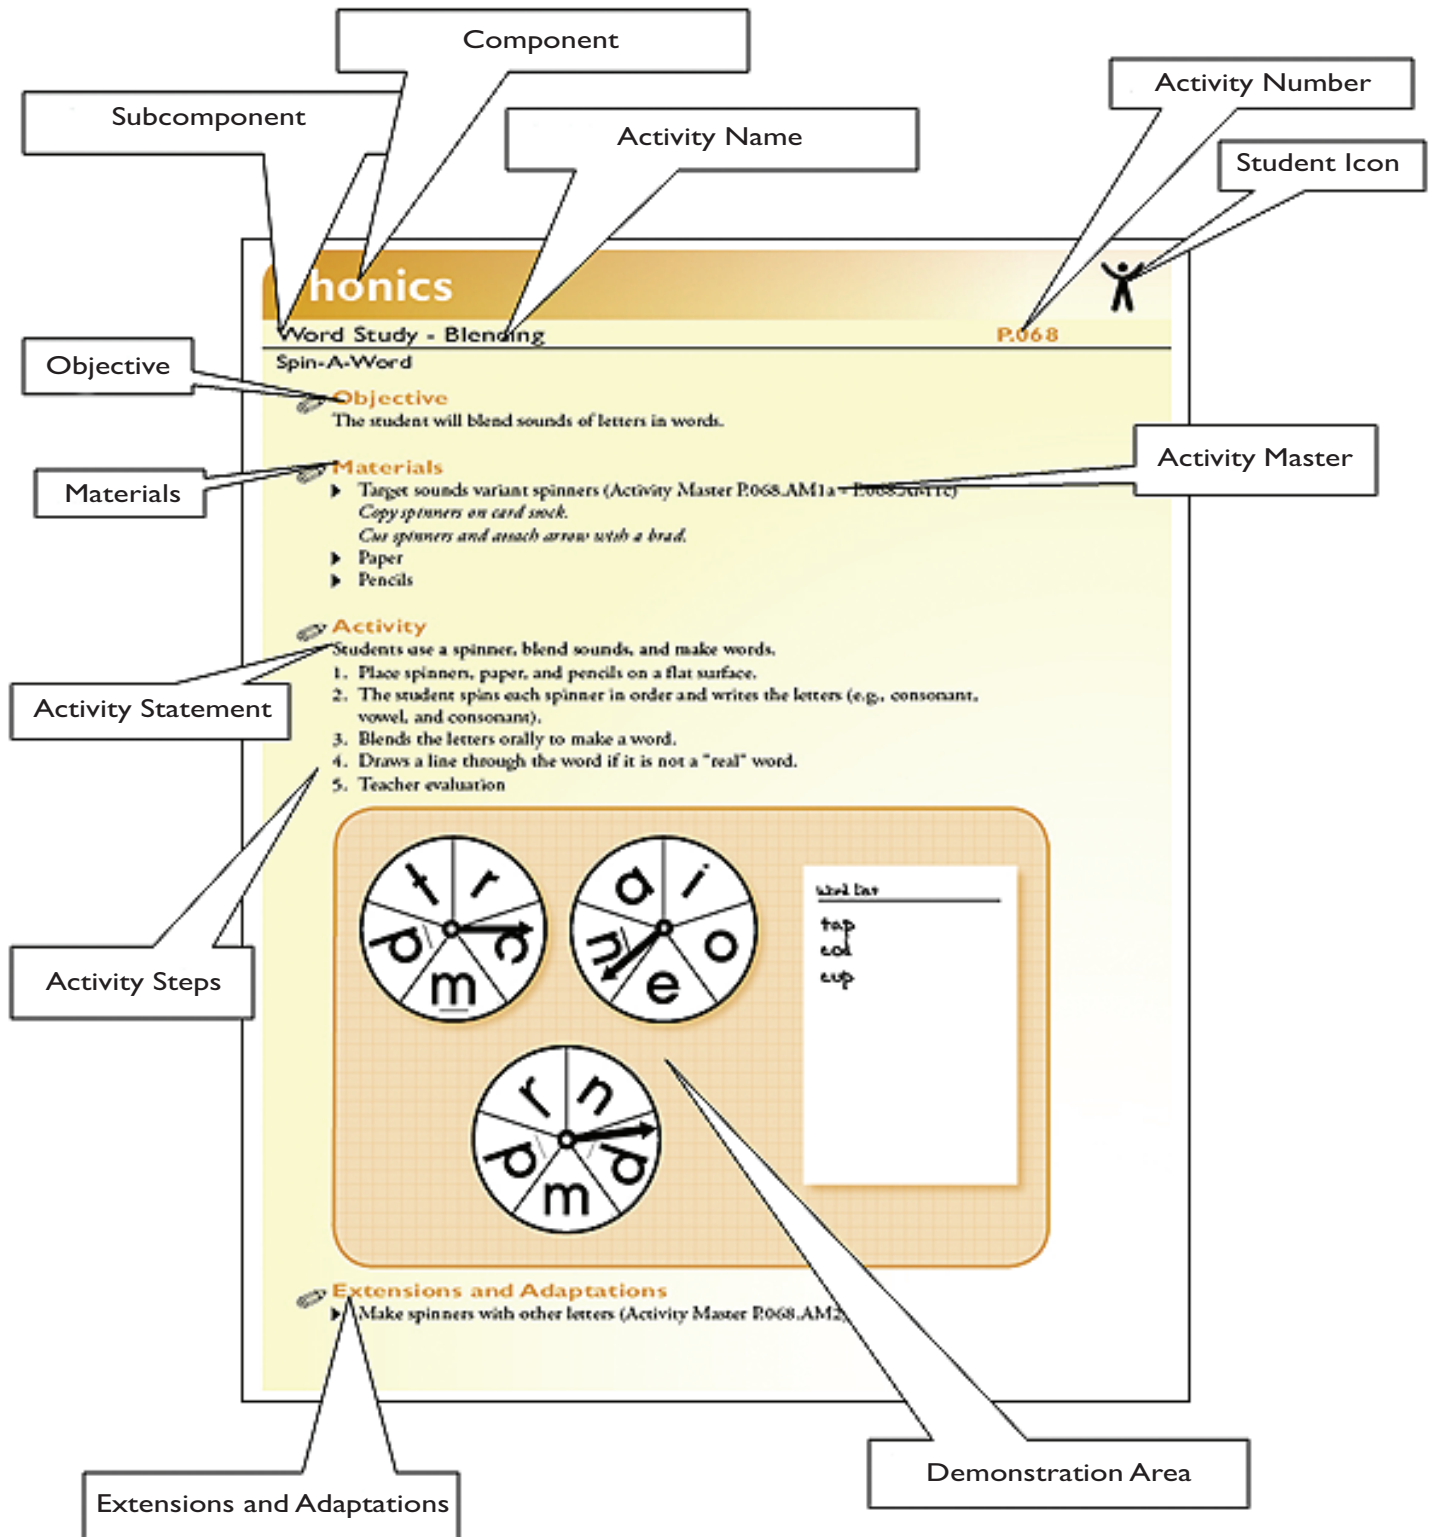 Component
Activity Number
Subcomponent
Activity Name
Student Icon
honics
Word Study - Blending
P.068
Spin-A-Word
Objective
Objective
The student will blend sounds of letters in words.
Materials
Materials
Activity Master
Target sounds variant spinners (Activity Master P.068.AM1a - P.068.AM1c)
Copy spinners on card stock.
Cut spinners and attach arrow with a brad.
Paper
Pencils
Activity
Students use a spinner, blend sounds, and make words.
1. Place spinners, paper, and pencils on a flat surface.
2. The student spins each spinner in order and writes the letters (e.g., consonant,
vowel, and consonant).
3. Blends the letters orally to make a word.
4. Draws a line through the word if it is not a "real" word.
5. Teacher evaluation
Activity Statement
Activity Steps
t r c m d
a i o e u
r n d m p
word list
tap
cod
cup
Extensions and Adaptations
Make spinners with other letters (Activity Master P.068.AM2)
Demonstration Area
Extensions and Adaptations